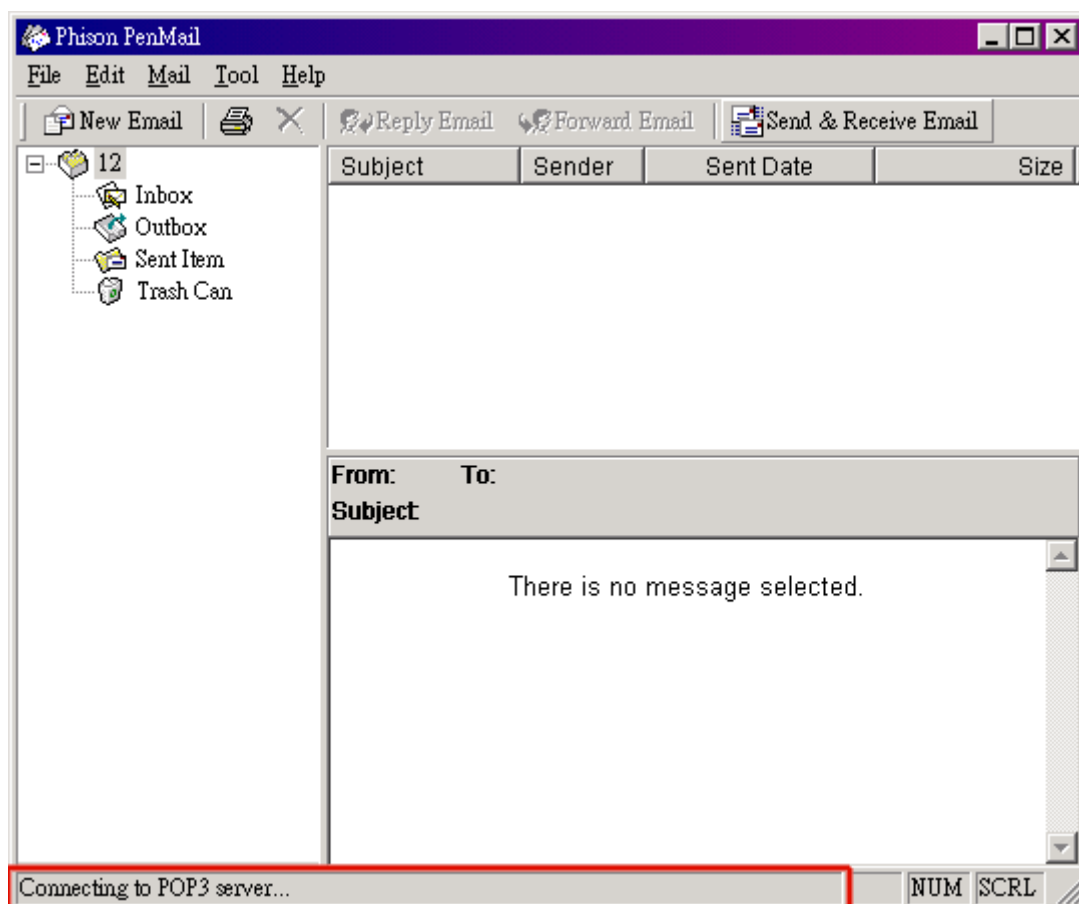 Phison PenMail
File Edit Mail Tool Help
New Email Reply Email Forward Email Send & Receive Email
12
Inbox
Outbox
Sent Item
Trash Can
Subject Sender Sent Date Size
From: To:
Subject:
There is no message selected.
Connecting to POP3 server... NUM SCRL